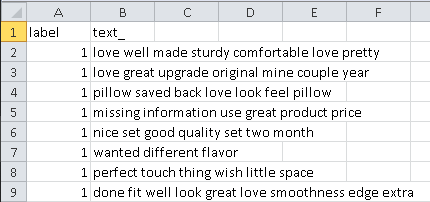 A B C D E F
1 label text_
2 1 love well made sturdy comfortable love pretty
3 1 love great upgrade original mine couple year
4 1 pillow saved back love look feel pillow
5 1 missing information use great product price
6 1 nice set good quality set two month
7 1 wanted different flavor
8 1 perfect touch thing wish little space
9 1 done fit well look great love smoothness edge extra